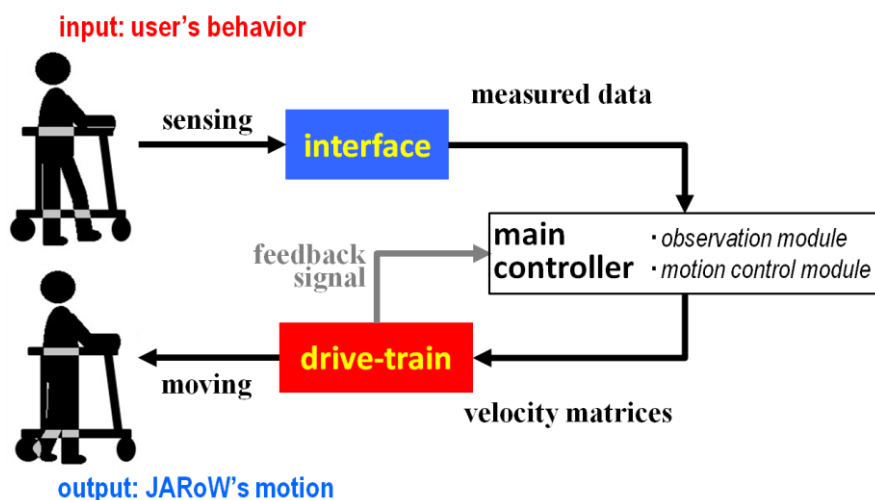 input: user's behavior
sensing
interface
measured data
main
controller
· observation module
· motion control module
feedback
signal
drive-train
moving
velocity matrices
output: JARoW's motion